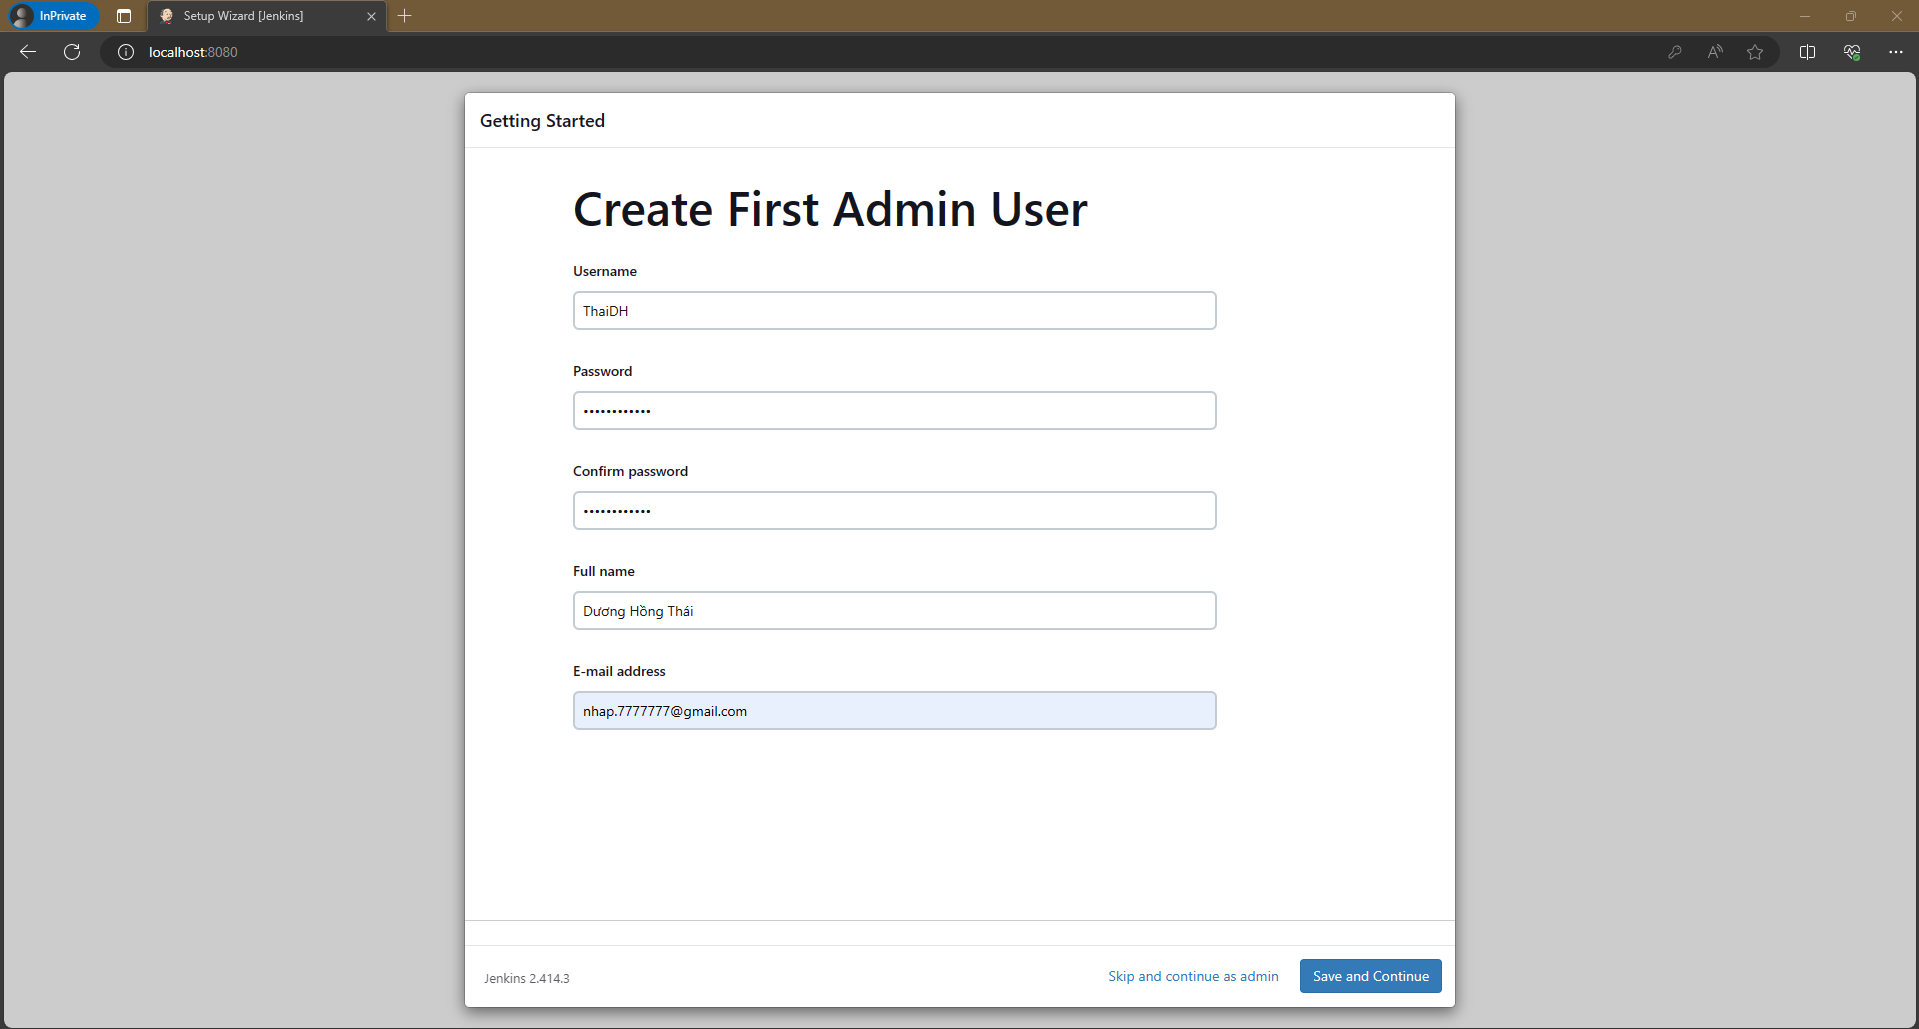 InPrivate
Setup Wizard [Jenkins]
localhost:8080
Getting Started
Create First Admin User
Username
ThaiDH
Password
••••••••••••
Confirm password
••••••••••••
Full name
Dương Hồng Thái
E-mail address
nhap.7777777@gmail.com
Jenkins 2.414.3
Skip and continue as admin
Save and Continue